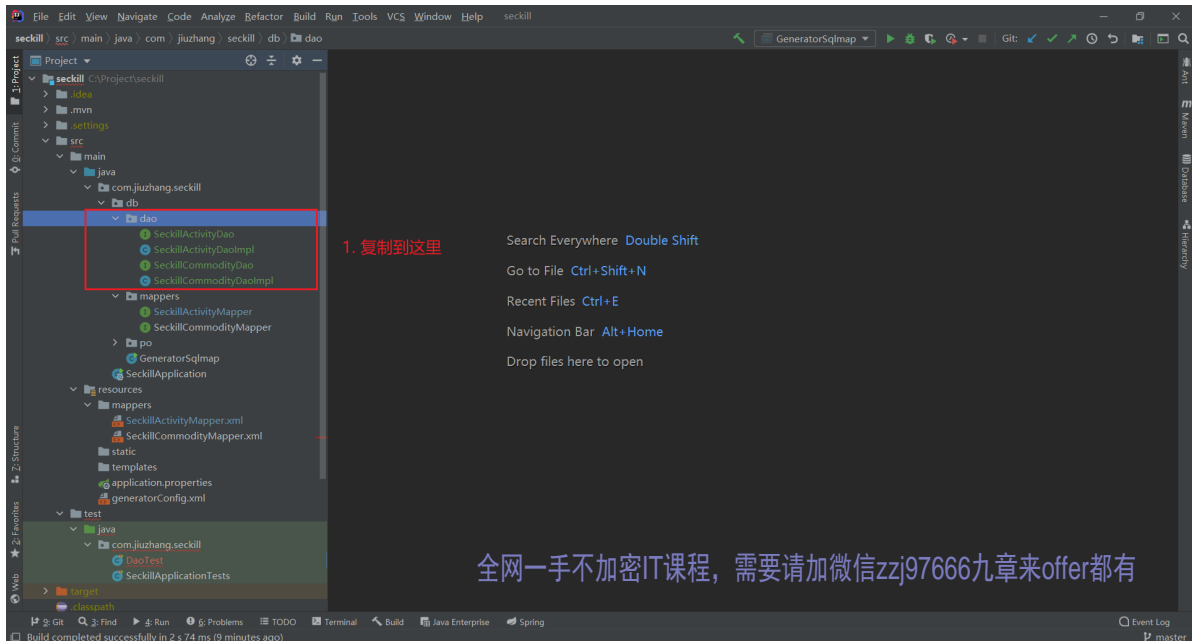 File Edit View Navigate Code Analyze Refactor Build Run Tools VCS Window Help seckill
seckill src main java com jiuzhang seckill db dao GeneratorSqlmap Git:
Project
seckill C:\Project\seckill
.idea
.mvn
.settings
src
main
java
com.jiuzhang.seckill
db
dao
SeckillActivityDao
SeckillActivityDaoImpl
SeckillCommodityDao
SeckillCommodityDaoImpl
mappers
SeckillActivityMapper
SeckillCommodityMapper
po
GeneratorSqlmap
SeckillApplication
resources
mappers
SeckillActivityMapper.xml
SeckillCommodityMapper.xml
static
templates
application.properties
generatorConfig.xml
test
java
com.jiuzhang.seckill
DaoTest
SeckillApplicationTests
target
.classpath
1: Project
0: Commit
Pull Requests
7: Structure
2: Favorites
Web
1. 复制到这里
Search Everywhere Double Shift
Go to File Ctrl+Shift+N
Recent Files Ctrl+E
Navigation Bar Alt+Home
Drop files here to open
全网一手不加密IT课程，需要请加微信zzj97666九章来offer都有
Ant
Maven
Database
Hierarchy
9: Git 3: Find 4: Run 6: Problems TODO Terminal Build Java Enterprise Spring Event Log
Build completed successfully in 2 s 74 ms (9 minutes ago) master